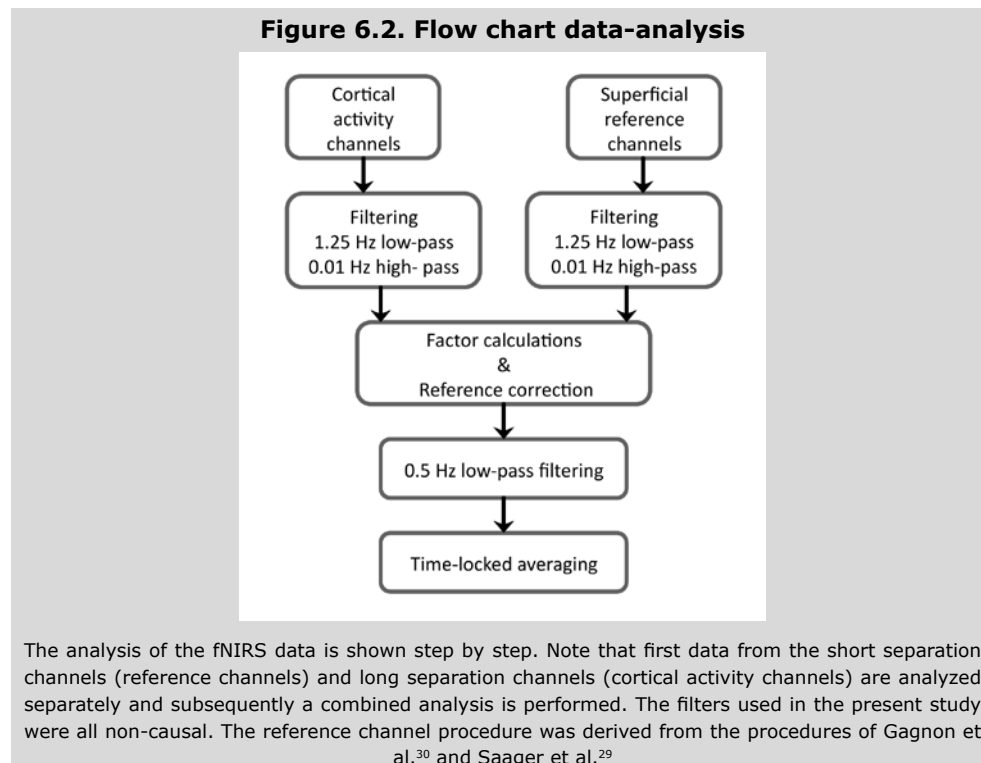 Figure 6.2. Flow chart data-analysis
Cortical
activity
channels
Superficial
reference
channels
Filtering
1.25 Hz low-pass
0.01 Hz high- pass
Filtering
1.25 Hz low-pass
0.01 Hz high-pass
Factor calculations
&
Reference correction
0.5 Hz low-pass filtering
Time-locked averaging
The analysis of the fNIRS data is shown step by step. Note that first data from the short separation
channels (reference channels) and long separation channels (cortical activity channels) are analyzed
separately and subsequently a combined analysis is performed. The filters used in the present study
were all non-causal. The reference channel procedure was derived from the procedures of Gagnon et
al.³⁰ and Saager et al.²⁹